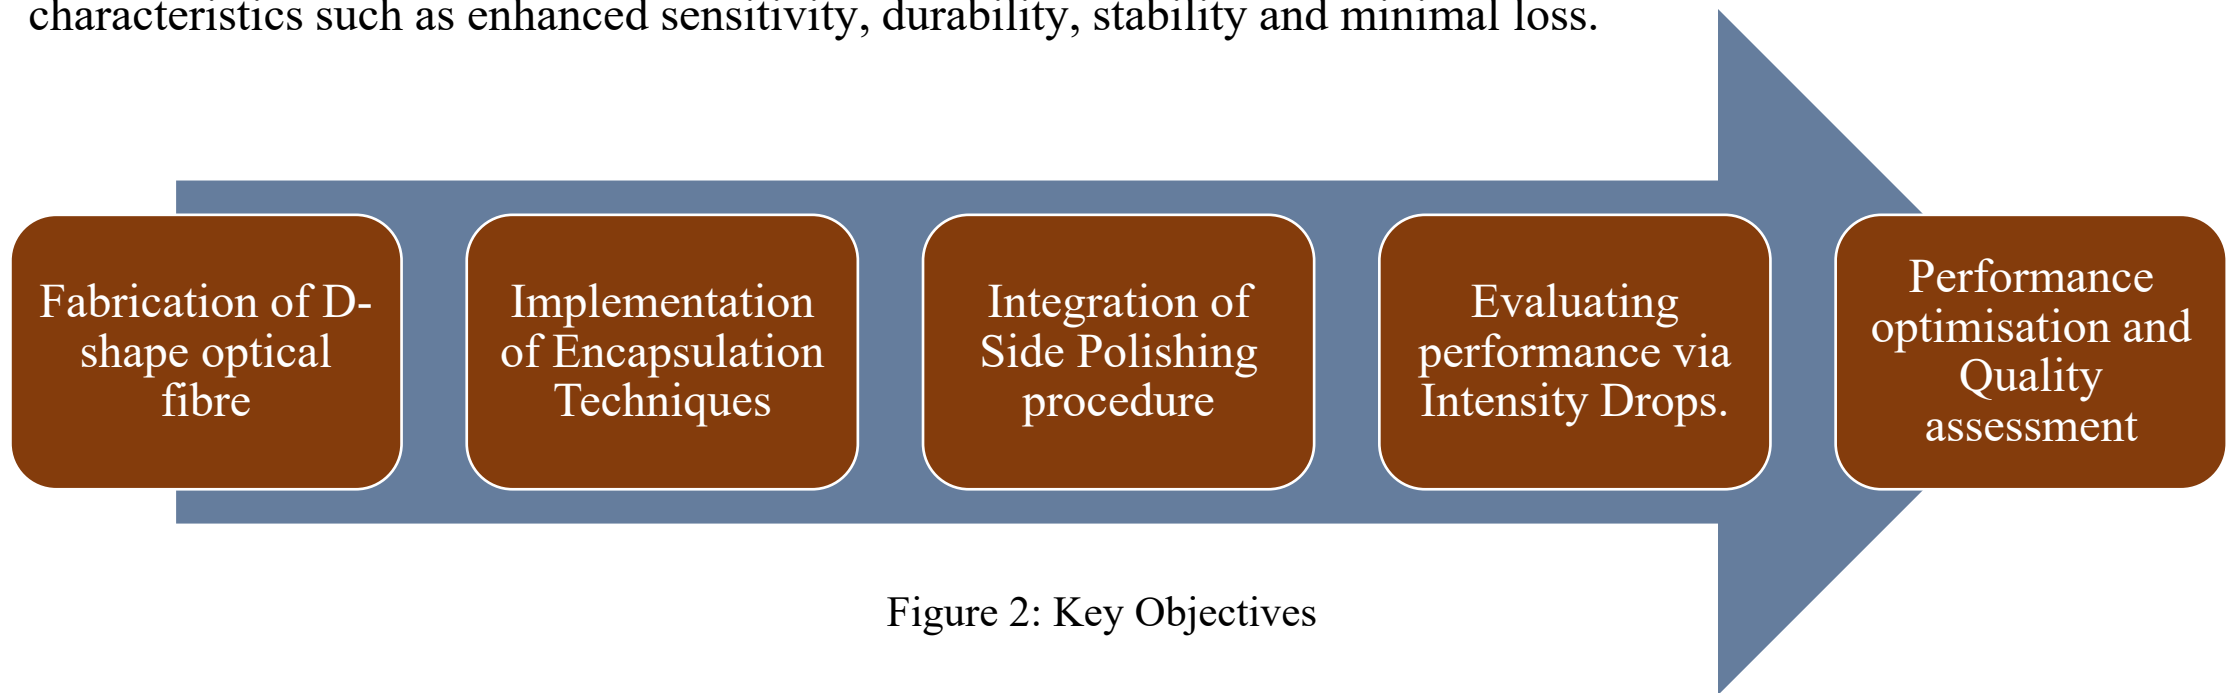 characteristics such as enhanced sensitivity, durability, stability and minimal loss.
Fabrication of D-
shape optical
fibre
Implementation
of Encapsulation
Techniques
Integration of
Side Polishing
procedure
Evaluating
performance via
Intensity Drops.
Performance
optimisation and
Quality
assessment
Figure 2: Key Objectives